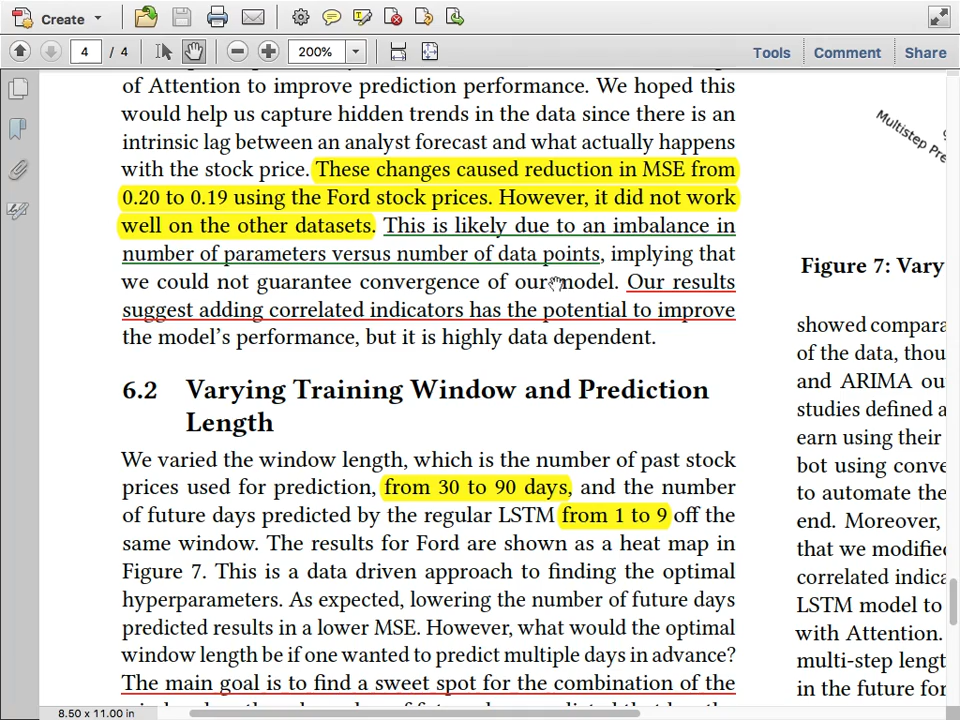 Create
4 / 4
200%
Tools
Comment
Share
of Attention to improve prediction performance. We hoped this
would help us capture hidden trends in the data since there is an
intrinsic lag between an analyst forecast and what actually happens
with the stock price. These changes caused reduction in MSE from
0.20 to 0.19 using the Ford stock prices. However, it did not work
well on the other datasets. This is likely due to an imbalance in
number of parameters versus number of data points, implying that
we could not guarantee convergence of our model. Our results
suggest adding correlated indicators has the potential to improve
the model's performance, but it is highly data dependent.
6.2 Varying Training Window and Prediction
Length
We varied the window length, which is the number of past stock
prices used for prediction, from 30 to 90 days, and the number
of future days predicted by the regular LSTM from 1 to 9 off the
same window. The results for Ford are shown as a heat map in
Figure 7. This is a data driven approach to finding the optimal
hyperparameters. As expected, lowering the number of future days
predicted results in a lower MSE. However, what would the optimal
window length be if one wanted to predict multiple days in advance?
The main goal is to find a sweet spot for the combination of the
Multistep Pre
Figure 7: Vary
showed compara
of the data, thou
and ARIMA ou
studies defined a
earn using their
bot using conve
to automate the
end. Moreover,
that we modified
correlated indica
LSTM model to
with Attention.
multi-step lengt
in the future for
8.50 x 11.00 in